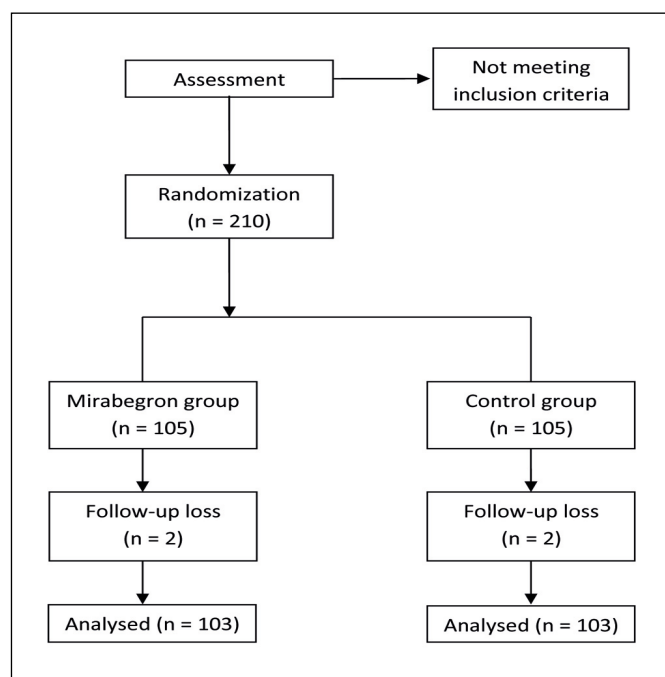 Assessment
Not meeting
inclusion criteria
Randomization
(n = 210)
Mirabegron group
(n = 105)
Control group
(n = 105)
Follow-up loss
(n = 2)
Follow-up loss
(n = 2)
Analysed (n = 103)
Analysed (n = 103)